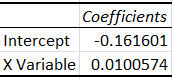 Coefficients
Intercept -0.161601
X Variable 0.0100574